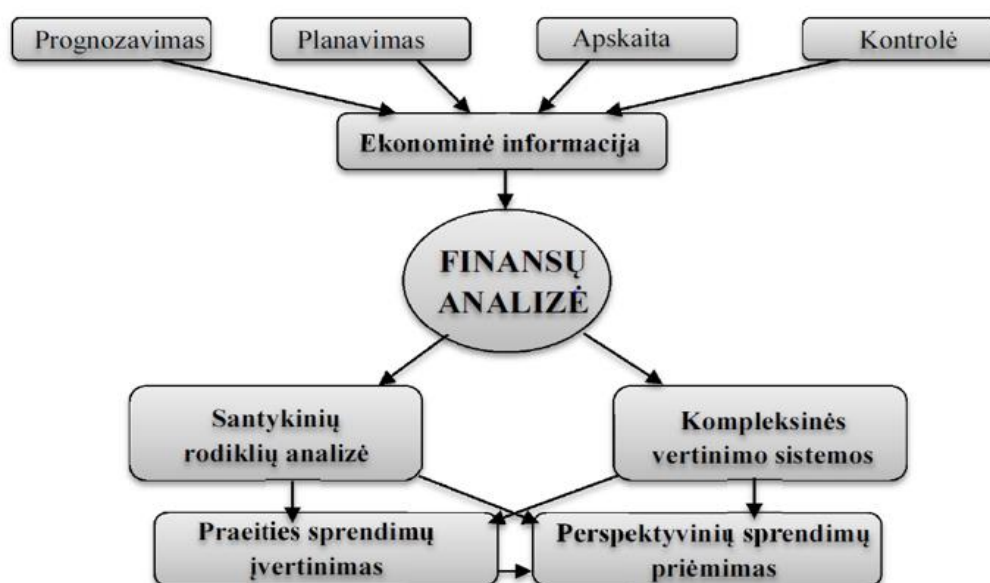 Prognozavimas
Planavimas
Apskaita
Kontrolė
Ekonominė informacija
FINANSŲ
ANALIZĖ
Santykinių
rodiklių analizė
Kompleksinės
vertinimo sistemos
Praeities sprendimų
įvertinimas
Perspektyvinių sprendimų
priėmimas